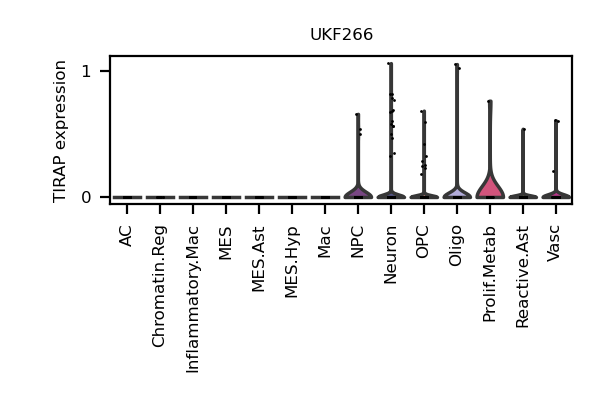 UKF266
TIRAP expression
1
0
AC
Chromatin.Reg
Inflammatory.Mac
MES
MES.Ast
MES.Hyp
Mac
NPC
Neuron
OPC
Oligo
Prolif.Metab
Reactive.Ast
Vasc